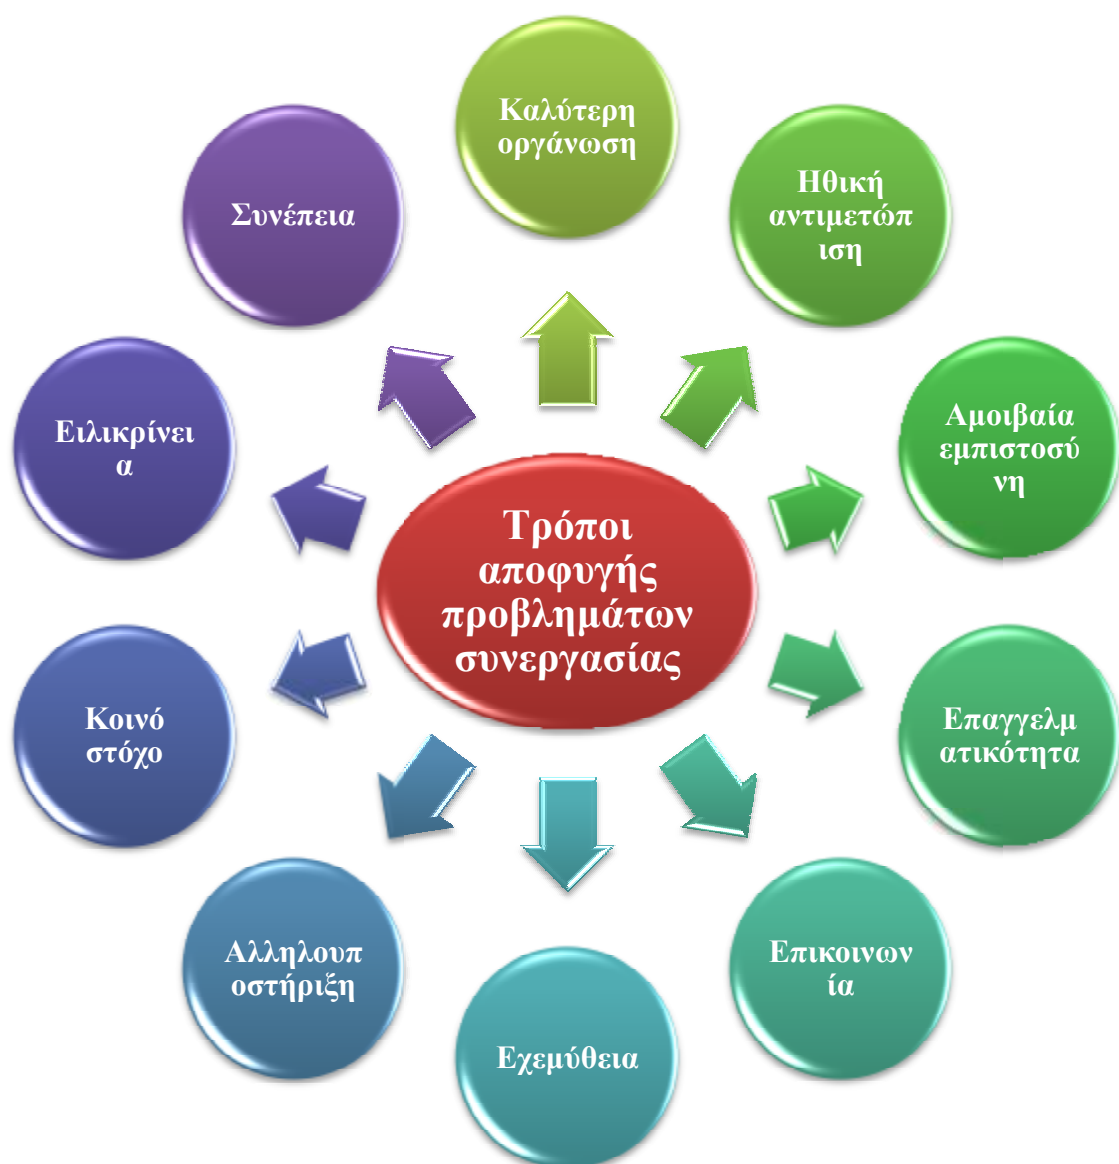 Καλύτερη
οργάνωση
Ηθική
αντιμετώπ
ιση
Αμοιβαία
εμπιστοσύ
νη
Επαγγελμ
ατικότητα
Επικοινων
ία
Εχεμύθεια
Αλληλουπ
οστήριξη
Κοινό
στόχο
Ειλικρίνει
α
Συνέπεια
Τρόποι
αποφυγής
προβλημάτων
συνεργασίας